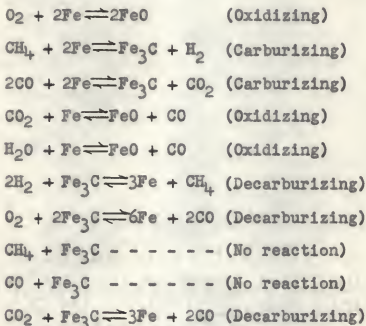 O₂ + 2Fe⇌2FeO (Oxidizing)
CH₄ + 2Fe⇌Fe₃C + H₂ (Carburizing)
2CO + 2Fe⇌Fe₃C + CO₂ (Carburizing)
CO₂ + Fe⇌FeO + CO (Oxidizing)
H₂O + Fe⇌FeO + CO (Oxidizing)
2H₂ + Fe₃C⇌3Fe + CH₄ (Decarburizing)
O₂ + 2Fe₃C⇌6Fe + 2CO (Decarburizing)
CH₄ + Fe₃C - - - - - - (No reaction)
CO + Fe₃C - - - - - - (No reaction)
CO₂ + Fe₃C⇌3Fe + 2CO (Decarburizing)